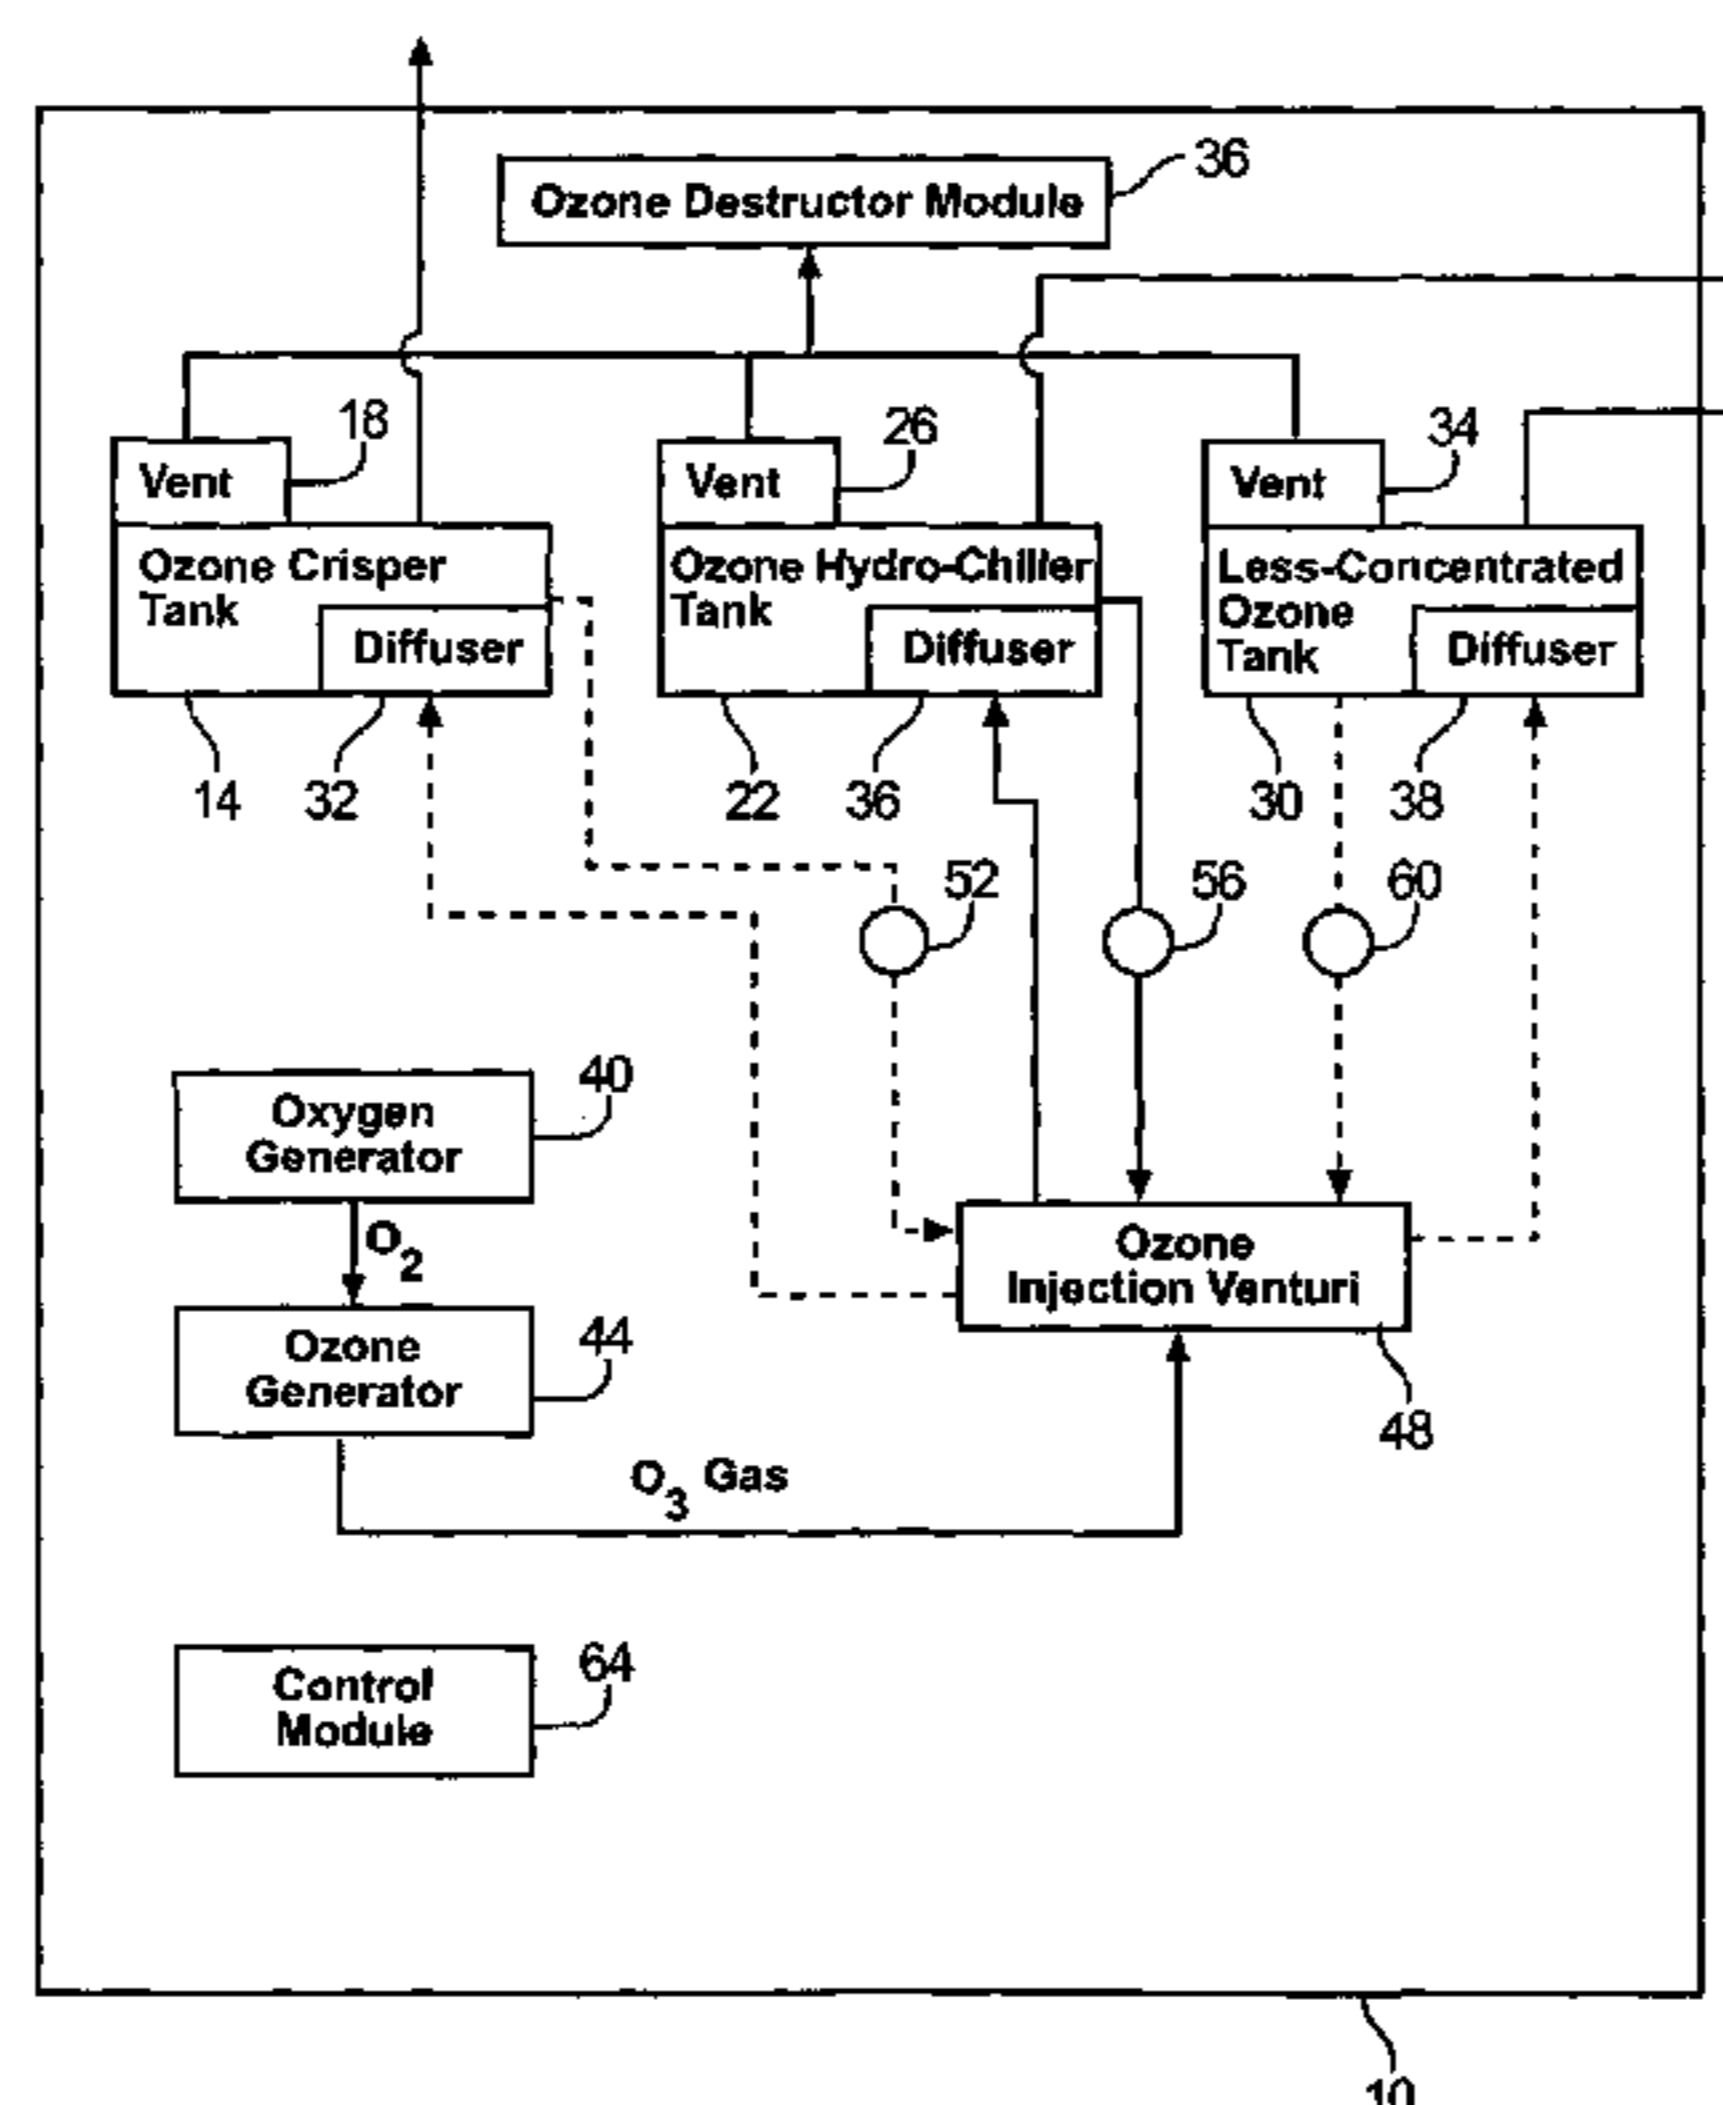 36
Ozone Destructor Module
18
26
34
Vent
Vent
Vent
Ozone Crisper
Tank
Diffuser
Ozone Hydro-Chiller
Tank
Diffuser
Less-Concentrated
Ozone
Tank
Diffuser
14
32
22
36
30
38
52
56
60
40
Oxygen
Generator
O2
Ozone
Injection Venturi
44
Ozone
Generator
48
O3 Gas
64
Control
Module
10